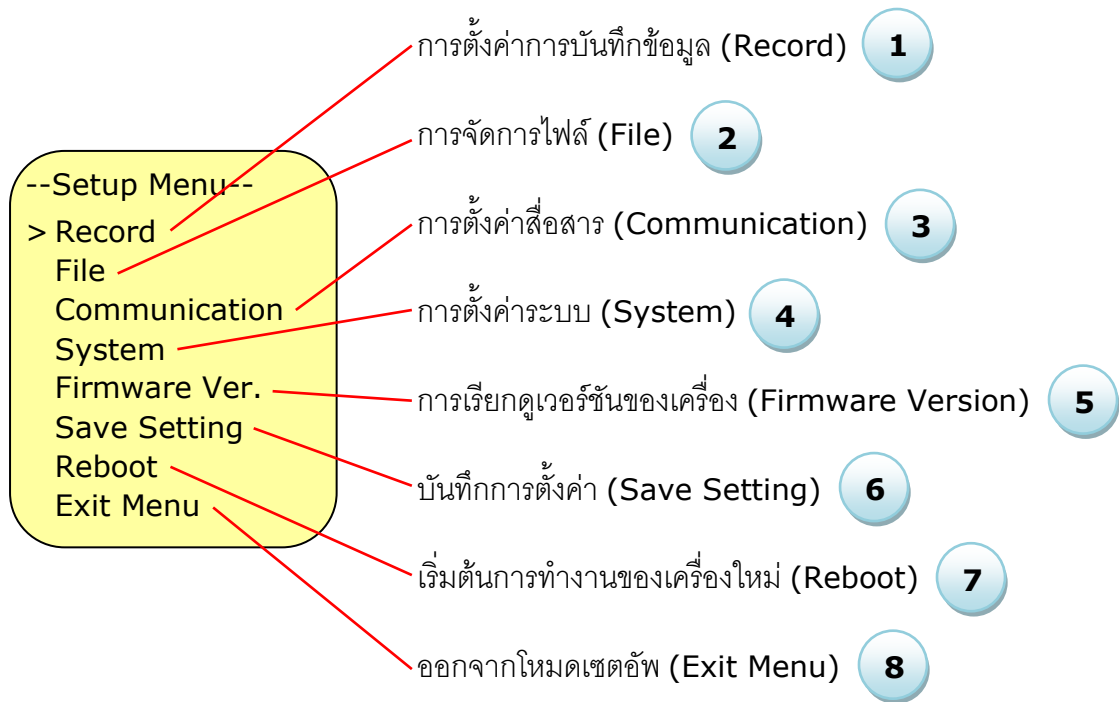 --Setup Menu--
> Record
File
Communication
System
Firmware Ver.
Save Setting
Reboot
Exit Menu
การตั้งค่าการบันทึกข้อมูล (Record) 1
การจัดการไฟล์ (File) 2
การตั้งค่าสื่อสาร (Communication) 3
การตั้งค่าระบบ (System) 4
การเรียกดูเวอร์ชันของเครื่อง (Firmware Version) 5
บันทึกการตั้งค่า (Save Setting) 6
เริ่มต้นการทำงานของเครื่องใหม่ (Reboot) 7
ออกจากโหมดเซตอัพ (Exit Menu) 8